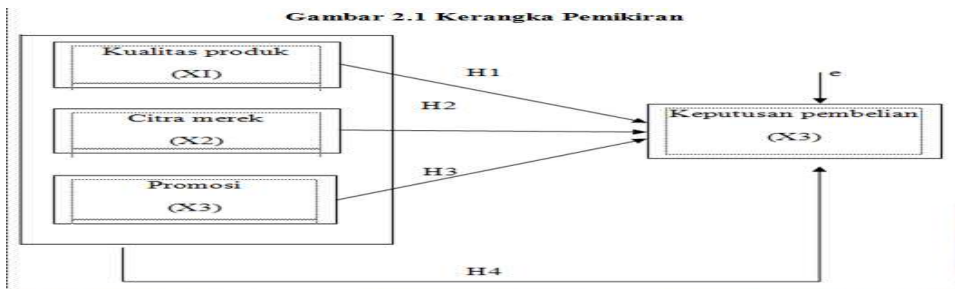 Gambar 2.1 Kerangka Pemikiran
Kualitas produk
(X1)
H1
e
H2
Citra merek
(X2)
Keputusan pembelian
(X3)
H3
Promosi
(X3)
H4